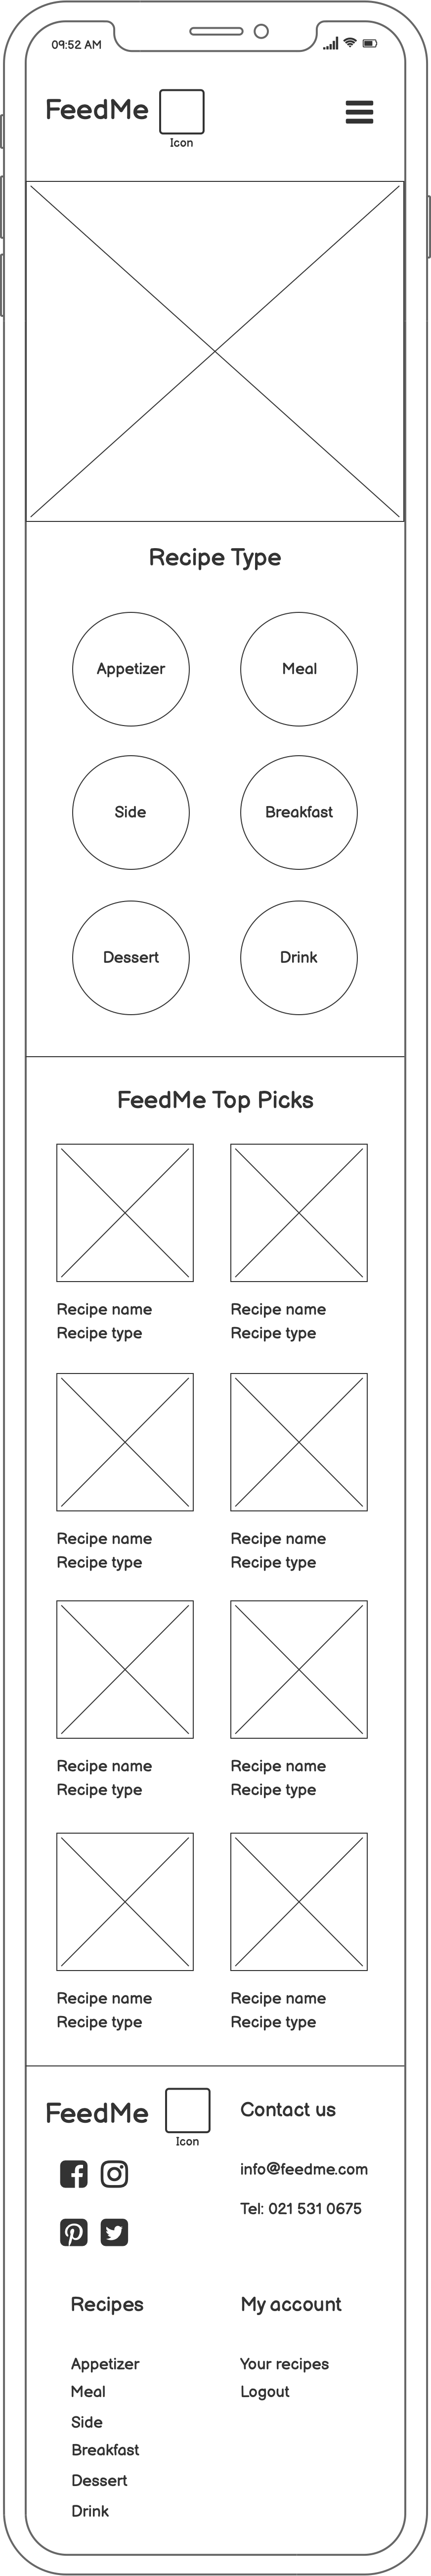 09:52 AM
FeedMe
Icon
Recipe Type
Appetizer
Meal
Side
Breakfast
Dessert
Drink
FeedMe Top Picks
Recipe name
Recipe type
Recipe name
Recipe type
Recipe name
Recipe type
Recipe name
Recipe type
Recipe name
Recipe type
Recipe name
Recipe type
Recipe name
Recipe type
Recipe name
Recipe type
FeedMe
Icon
Contact us
info@feedme.com
Tel: 021 531 0675
Recipes
Appetizer
Meal
Side
Breakfast
Dessert
Drink
My account
Your recipes
Logout